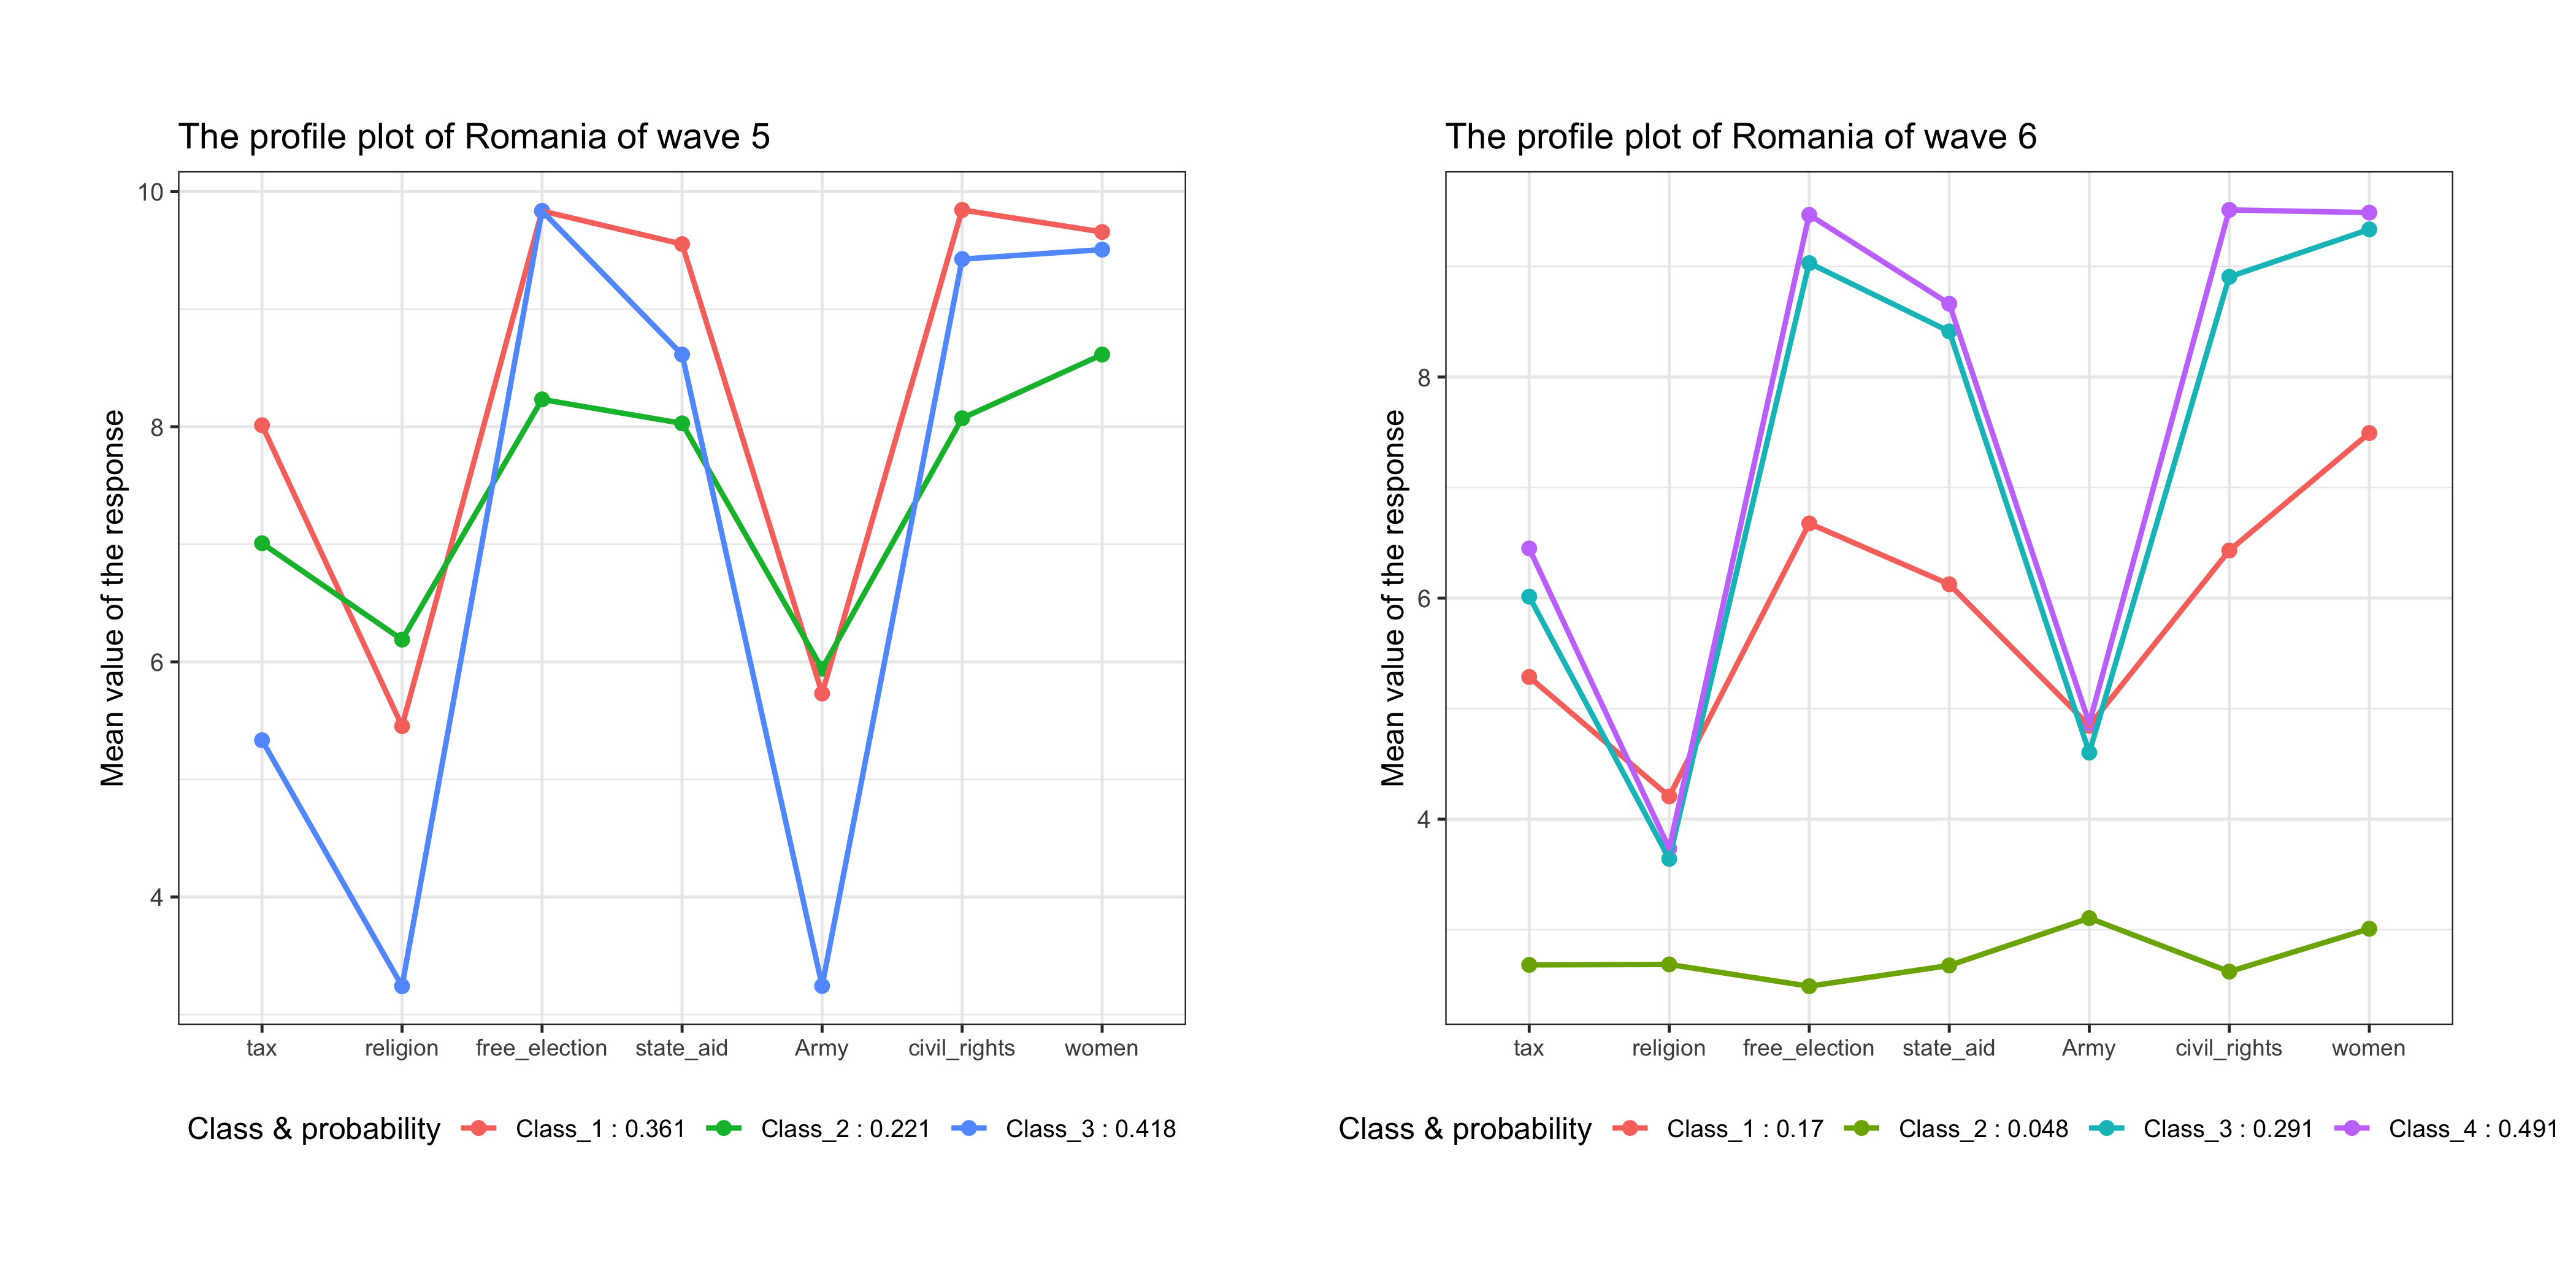 The profile plot of Romania of wave 5
Mean value of the response
10
8
6
4
tax religion free_election state_aid Army civil_rights women
Class & probability Class_1 : 0.361 Class_2 : 0.221 Class_3 : 0.418
The profile plot of Romania of wave 6
Mean value of the response
8
6
4
tax religion free_election state_aid Army civil_rights women
Class & probability Class_1 : 0.17 Class_2 : 0.048 Class_3 : 0.291 Class_4 : 0.491